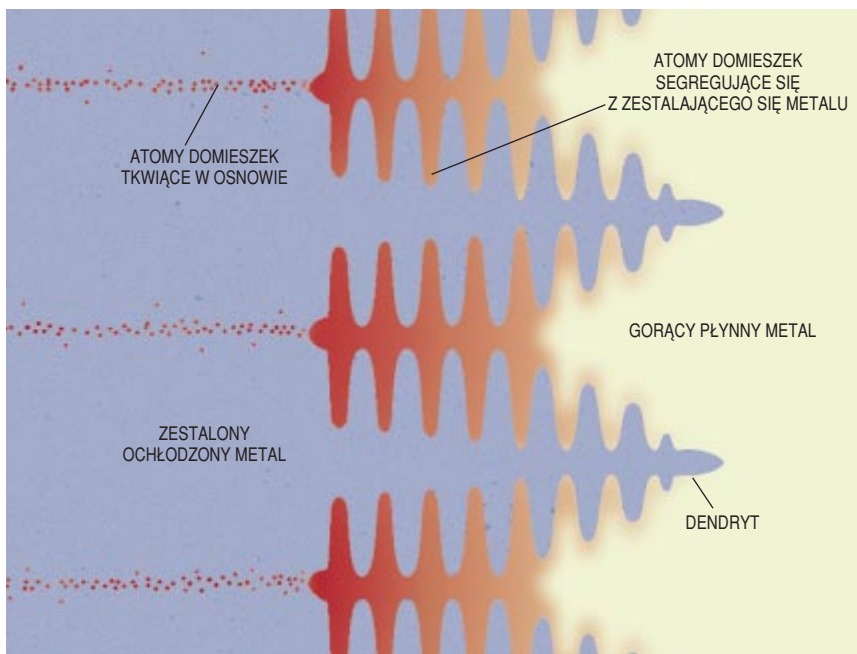 ATOMY DOMIESZEK
SEGREGUJĄCE SIĘ
Z ZESTALAJĄCEGO SIĘ METALU
ATOMY DOMIESZEK
TKWIĄCE W OSNOWIE
GORĄCY PŁYNNY METAL
ZESTALONY
OCHŁODZONY METAL
DENDRYT